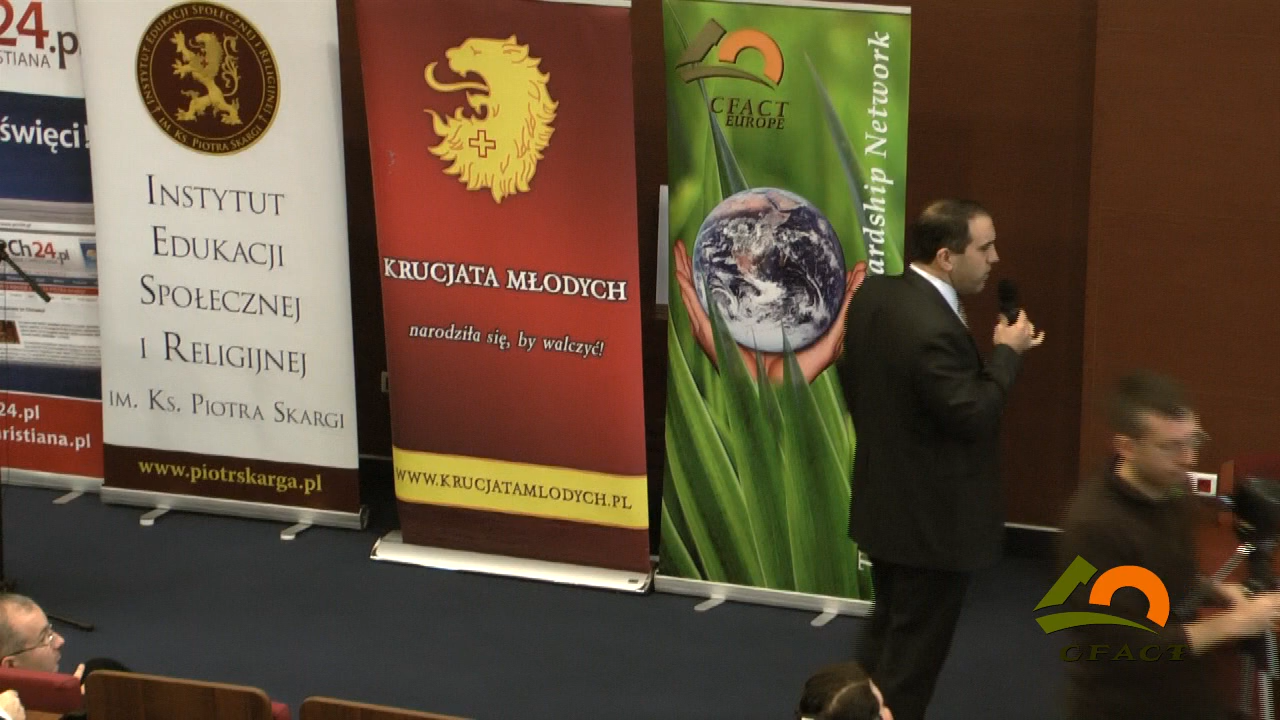 24.p
święci!
Ch24.pl
24.pl
ristiana.pl
INSTYTUT EDUKACJI SPOŁECZNEJ I RELIGIJNEJ
IM. KS. PIOTRA SKARGI
INSTYTUT
EDUKACJI
SPOŁECZNEJ
I RELIGIJNEJ
IM. KS. PIOTRA SKARGI
www.piotrskarga.pl
KRUCJATA MŁODYCH
narodziła się, by walczyć!
WWW.KRUCJATAMLODYCH.PL
CFACT
EUROPE
ardship Network
T
CFACT